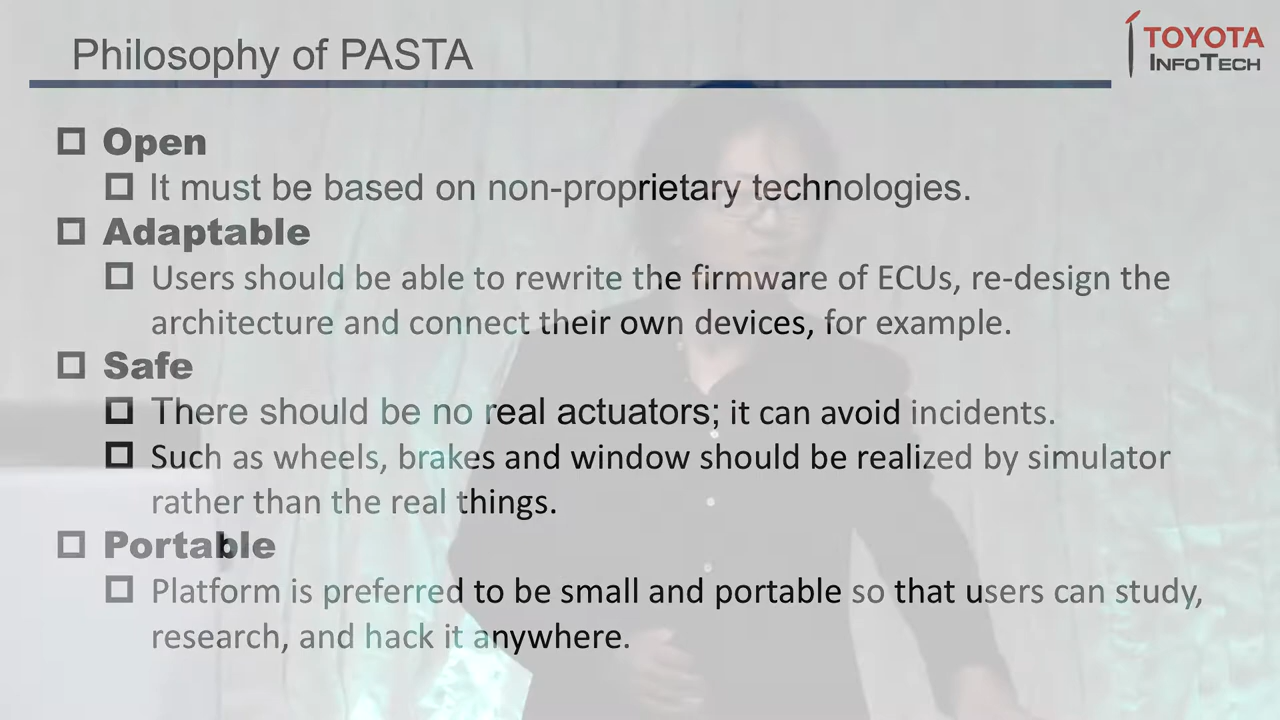 Philosophy of PASTA
TOYOTA
INFOTECH
Open
It must be based on non-proprietary technologies.
Adaptable
Users should be able to rewrite the firmware of ECUs, re-design the
architecture and connect their own devices, for example.
Safe
There should be no real actuators; it can avoid incidents.
Such as wheels, brakes and window should be realized by simulator
rather than the real things.
Portable
Platform is preferred to be small and portable so that users can study,
research, and hack it anywhere.